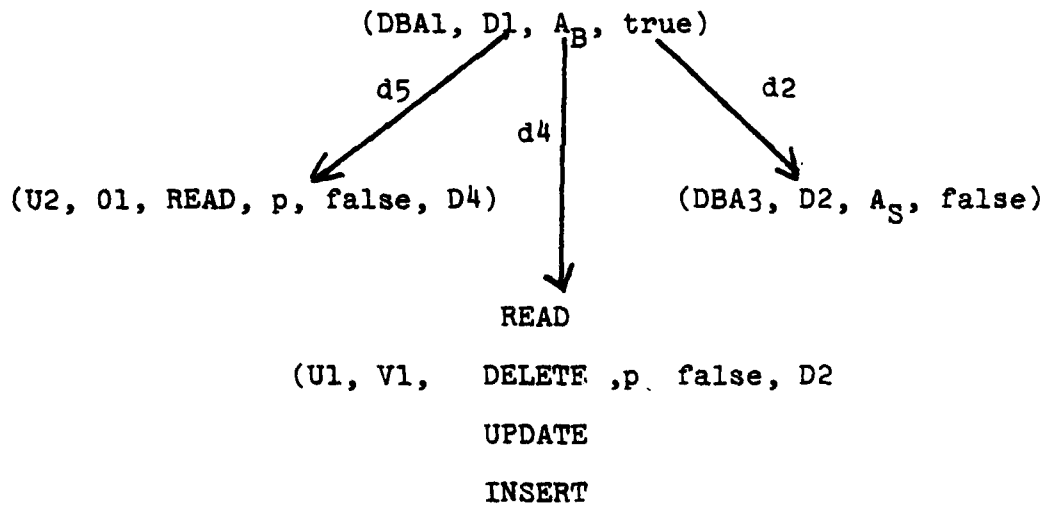 (DBA1, D1, A_B, true)
d5
d2
d4
(U2, O1, READ, p, false, D4)
(DBA3, D2, A_S, false)
READ
(U1, V1, DELETE ,p false, D2
UPDATE
INSERT